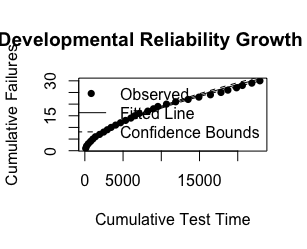 Developmental Reliability Growth
Cumulative Failures
30
15
0
Observed
Fitted Line
Confidence Bounds
0 5000 15000
Cumulative Test Time